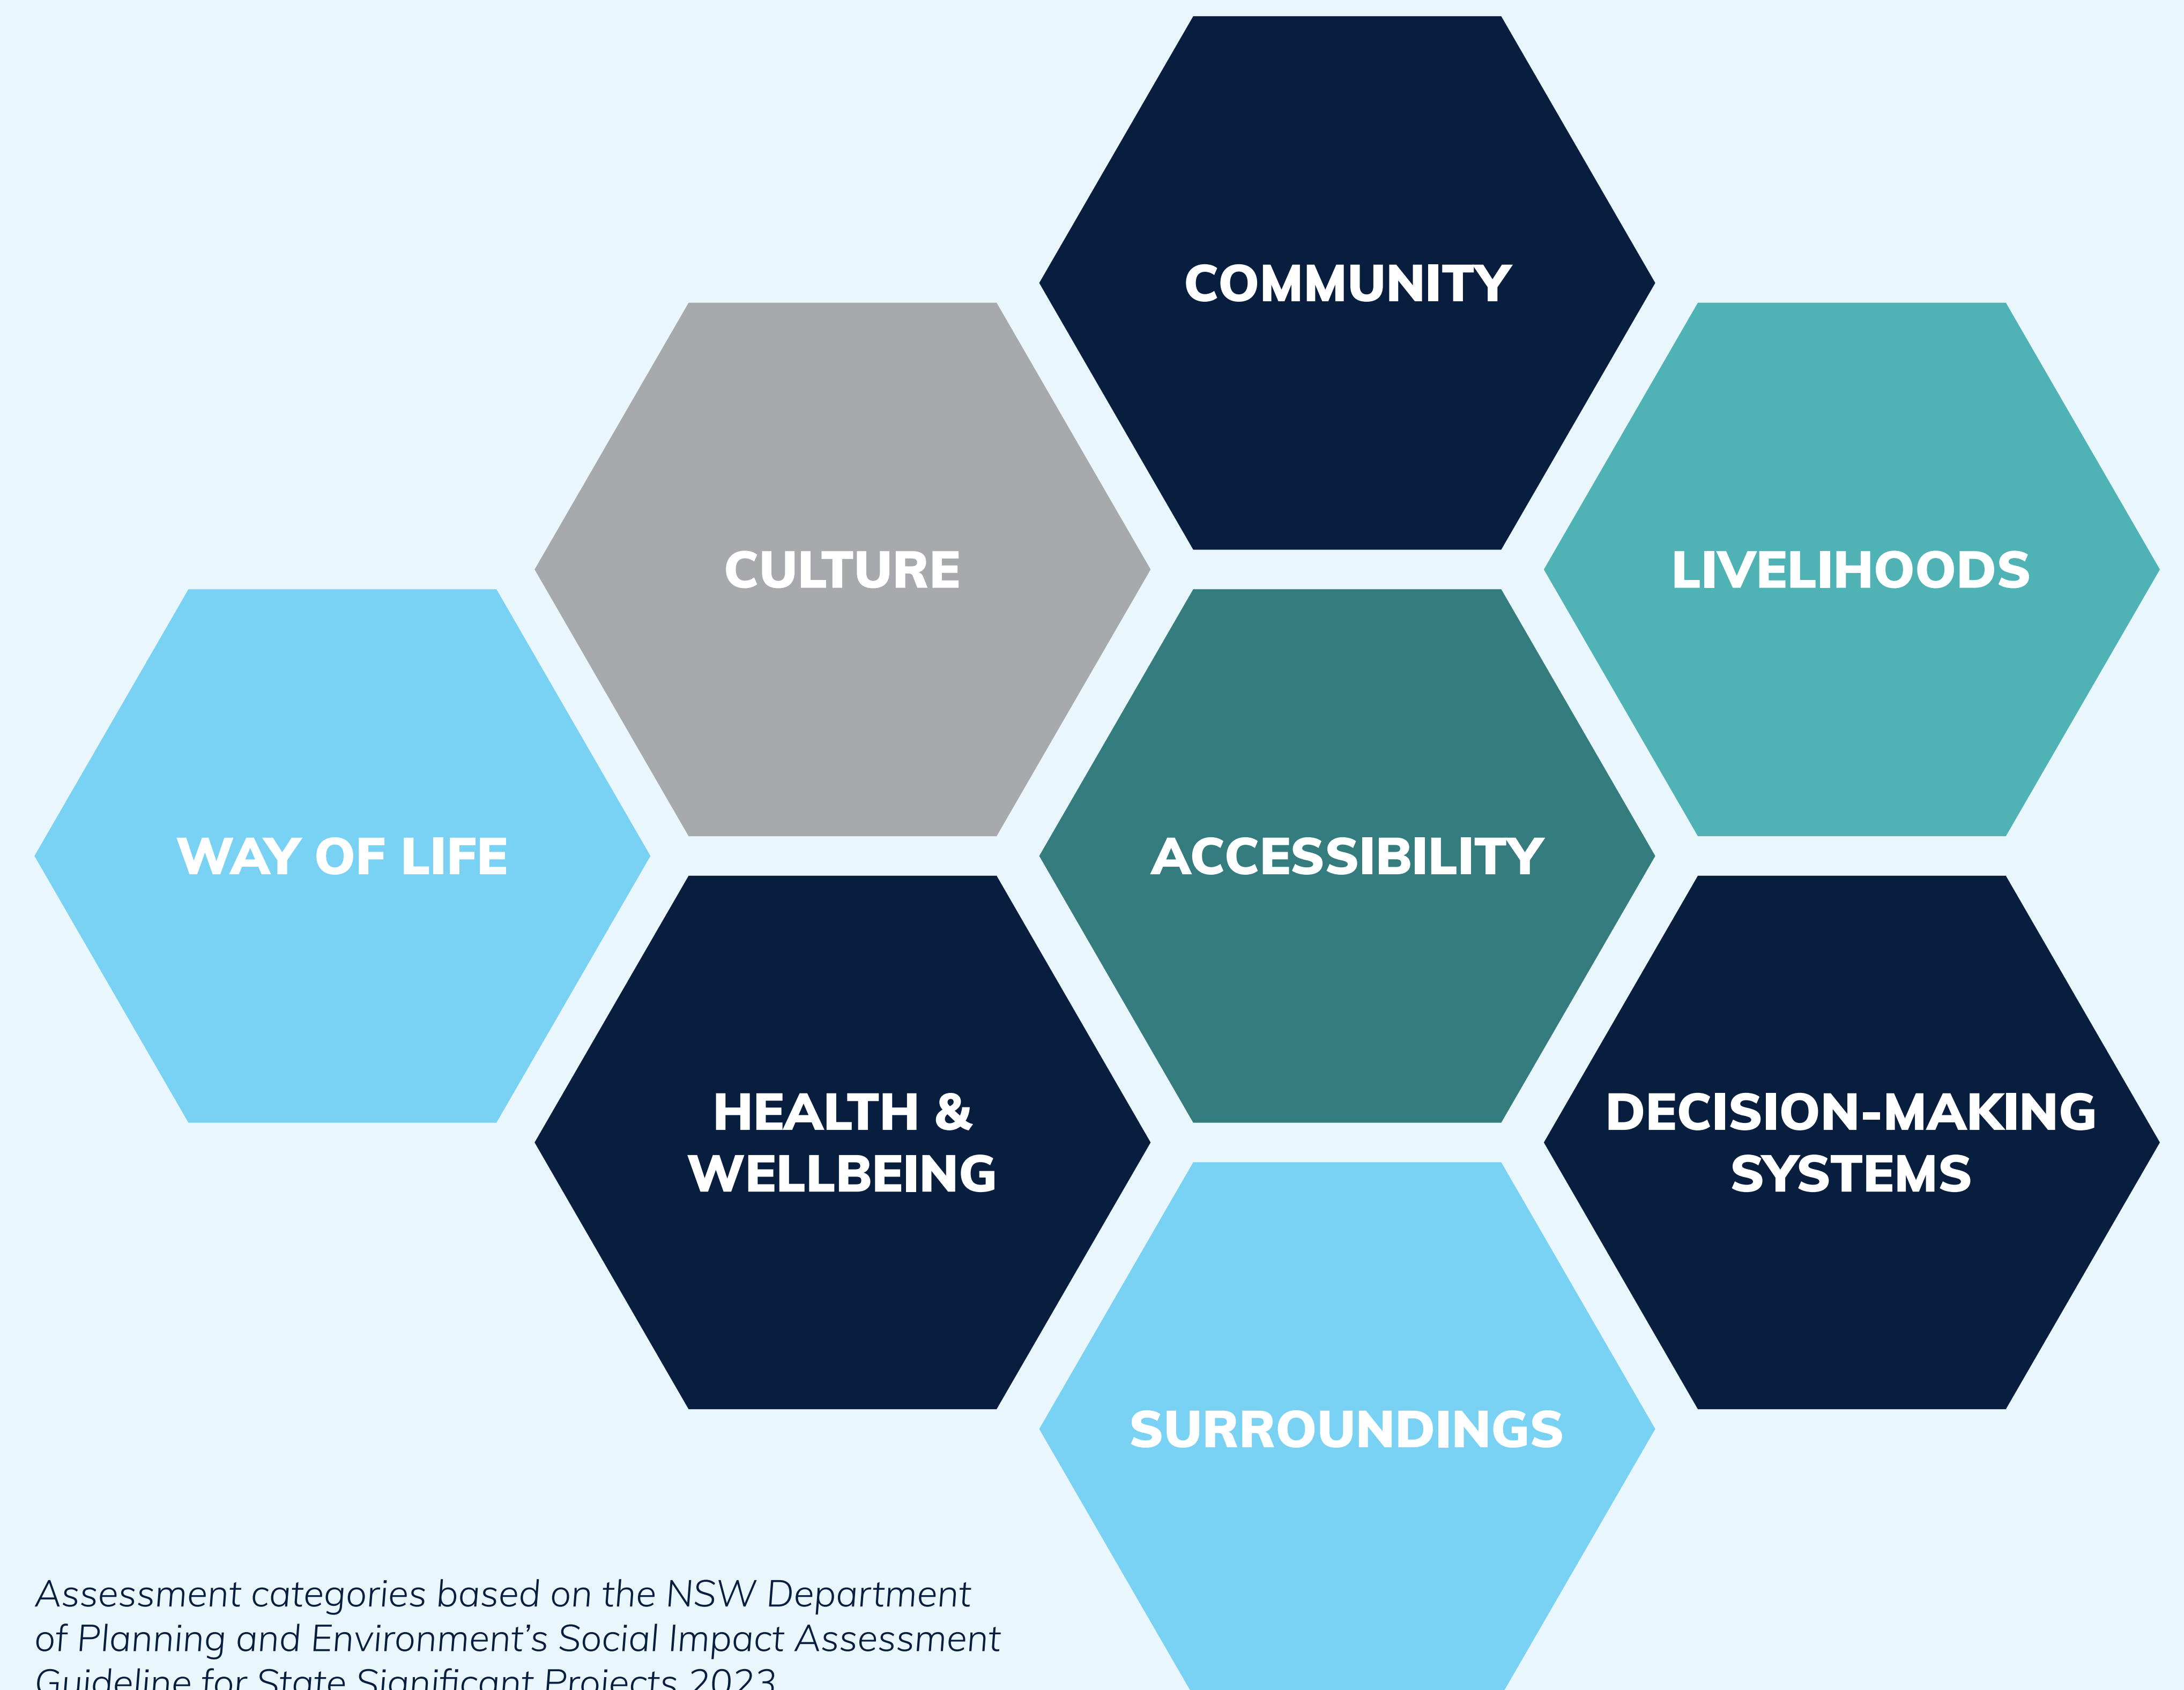 COMMUNITY
CULTURE
LIVELIHOODS
WAY OF LIFE
ACCESSIBILITY
HEALTH &
WELLBEING
DECISION-MAKING
SYSTEMS
SURROUNDINGS
Assessment categories based on the NSW Department
of Planning and Environment’s Social Impact Assessment
Guideline for State Significant Projects 2023